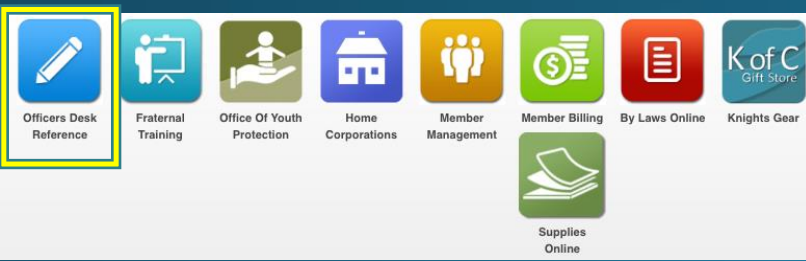 Officers Desk
Reference
Fraternal
Training
Office Of Youth
Protection
Home
Corporations
Member
Management
Member Billing
By Laws Online
K of C
Gift Store
Knights Gear
Supplies
Online